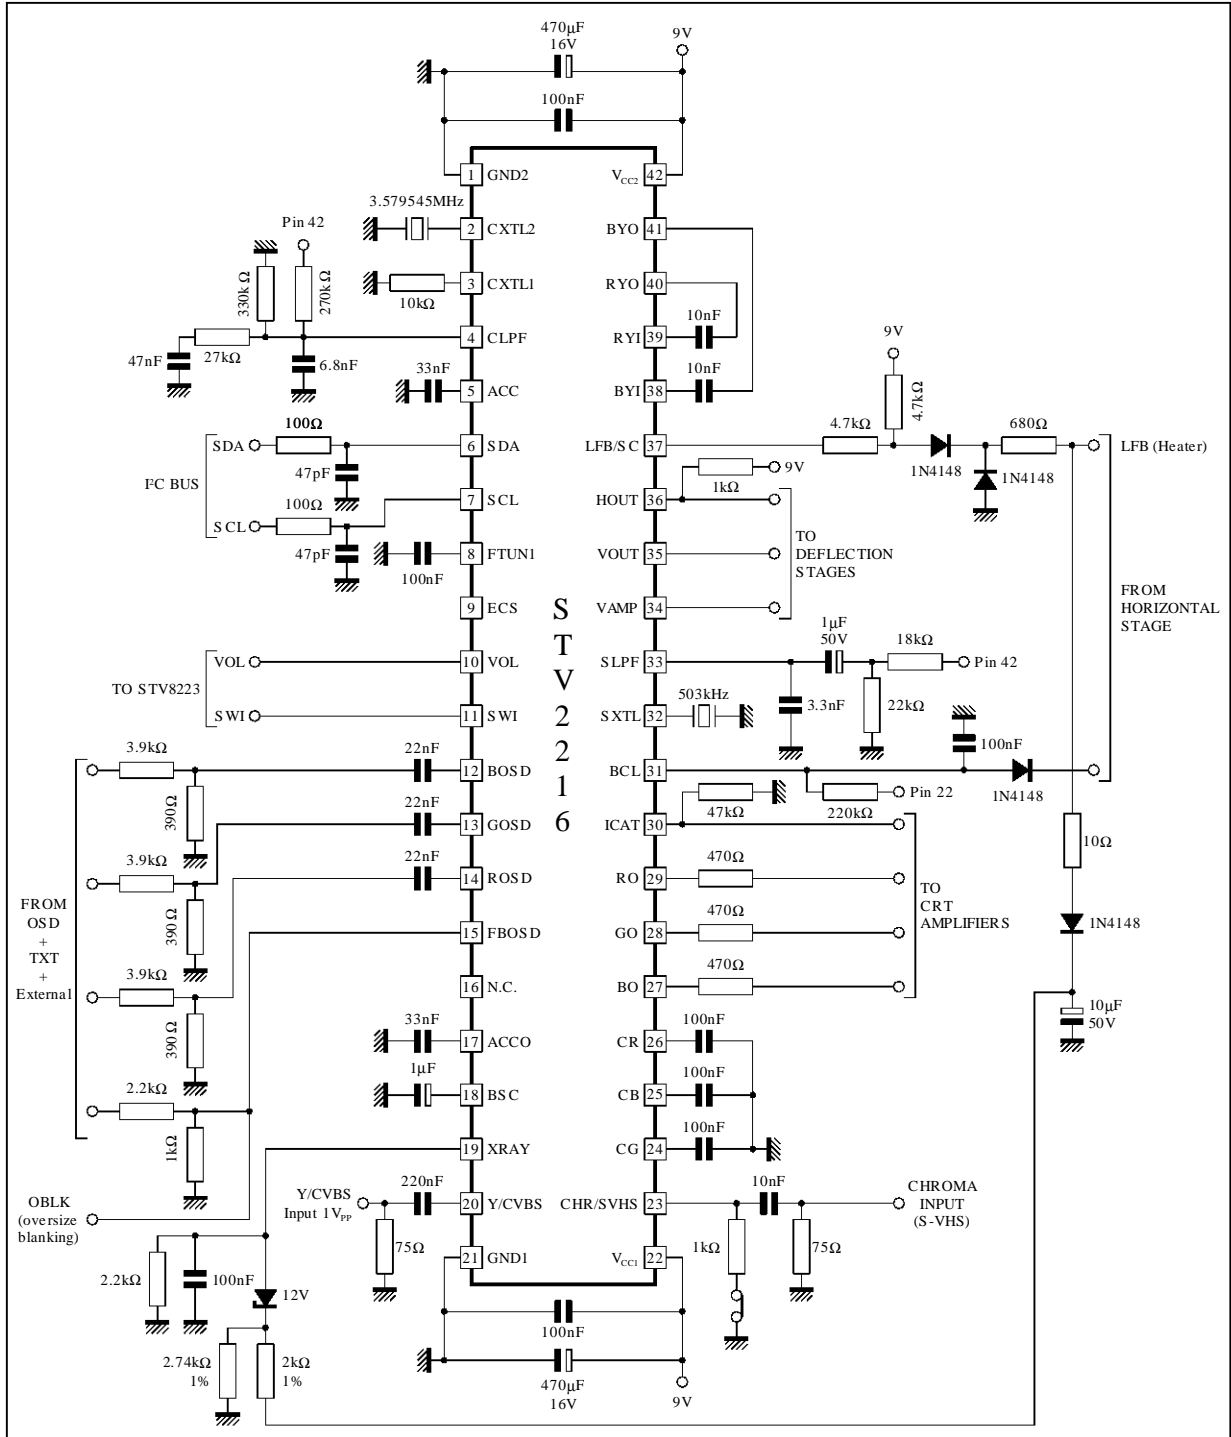 470µF
16V
9V
100nF
1
GND2
VCC2
42
3.579545MHz
2
CXTL2
BYO
41
Pin 42
330kΩ
270kΩ
3
CXTL1
RYO
40
10kΩ
4
CLPF
RYI
39
10nF
47nF
27kΩ
6.8nF
33nF
5
ACC
BYI
38
10nF
9V
4.7kΩ
100Ω
SDA
6
SDA
LFB/SC
37
4.7kΩ
1N4148
680Ω
LFB (Heater)
1N4148
47pF
I²C BUS
9V
1kΩ
7
SCL
HOUT
36
100Ω
SCL
47pF
TO
DEFLECTION
STAGES
8
FTUN1
VOUT
35
100nF
9
ECS
VAMP
34
FROM
HORIZONTAL
STAGE
STV2216
VOL
10
VOL
SLPF
33
1µF
50V
18kΩ
Pin 42
TO STV8223
3.3nF
22kΩ
SWI
11
SWI
SXTL
32
503kHz
100nF
3.9kΩ
22nF
12
BOSD
BCL
31
1N4148
390Ω
47kΩ
220kΩ
Pin 22
22nF
13
GOSD
ICAT
30
10Ω
3.9kΩ
390Ω
22nF
14
ROSD
RO
29
470Ω
TO
CRT
AMPLIFIERS
FROM
OSD
+
TXT
+
External
15
FBOSD
GO
28
470Ω
1N4148
3.9kΩ
390Ω
16
N.C.
BO
27
470Ω
10µF
50V
33nF
17
ACCO
CR
26
100nF
2.2kΩ
1kΩ
1µF
18
BSC
CB
25
100nF
19
XRAY
CG
24
100nF
OBLK
(oversize
blanking)
Y/CVBS
Input 1VPP
220nF
20
Y/CVBS
CHR/SVHS
23
10nF
CHROMA
INPUT
(S-VHS)
75Ω
1kΩ
75Ω
21
GND1
VCC1
22
2.2kΩ
100nF
12V
100nF
2.74kΩ
1%
2kΩ
1%
470µF
16V
9V